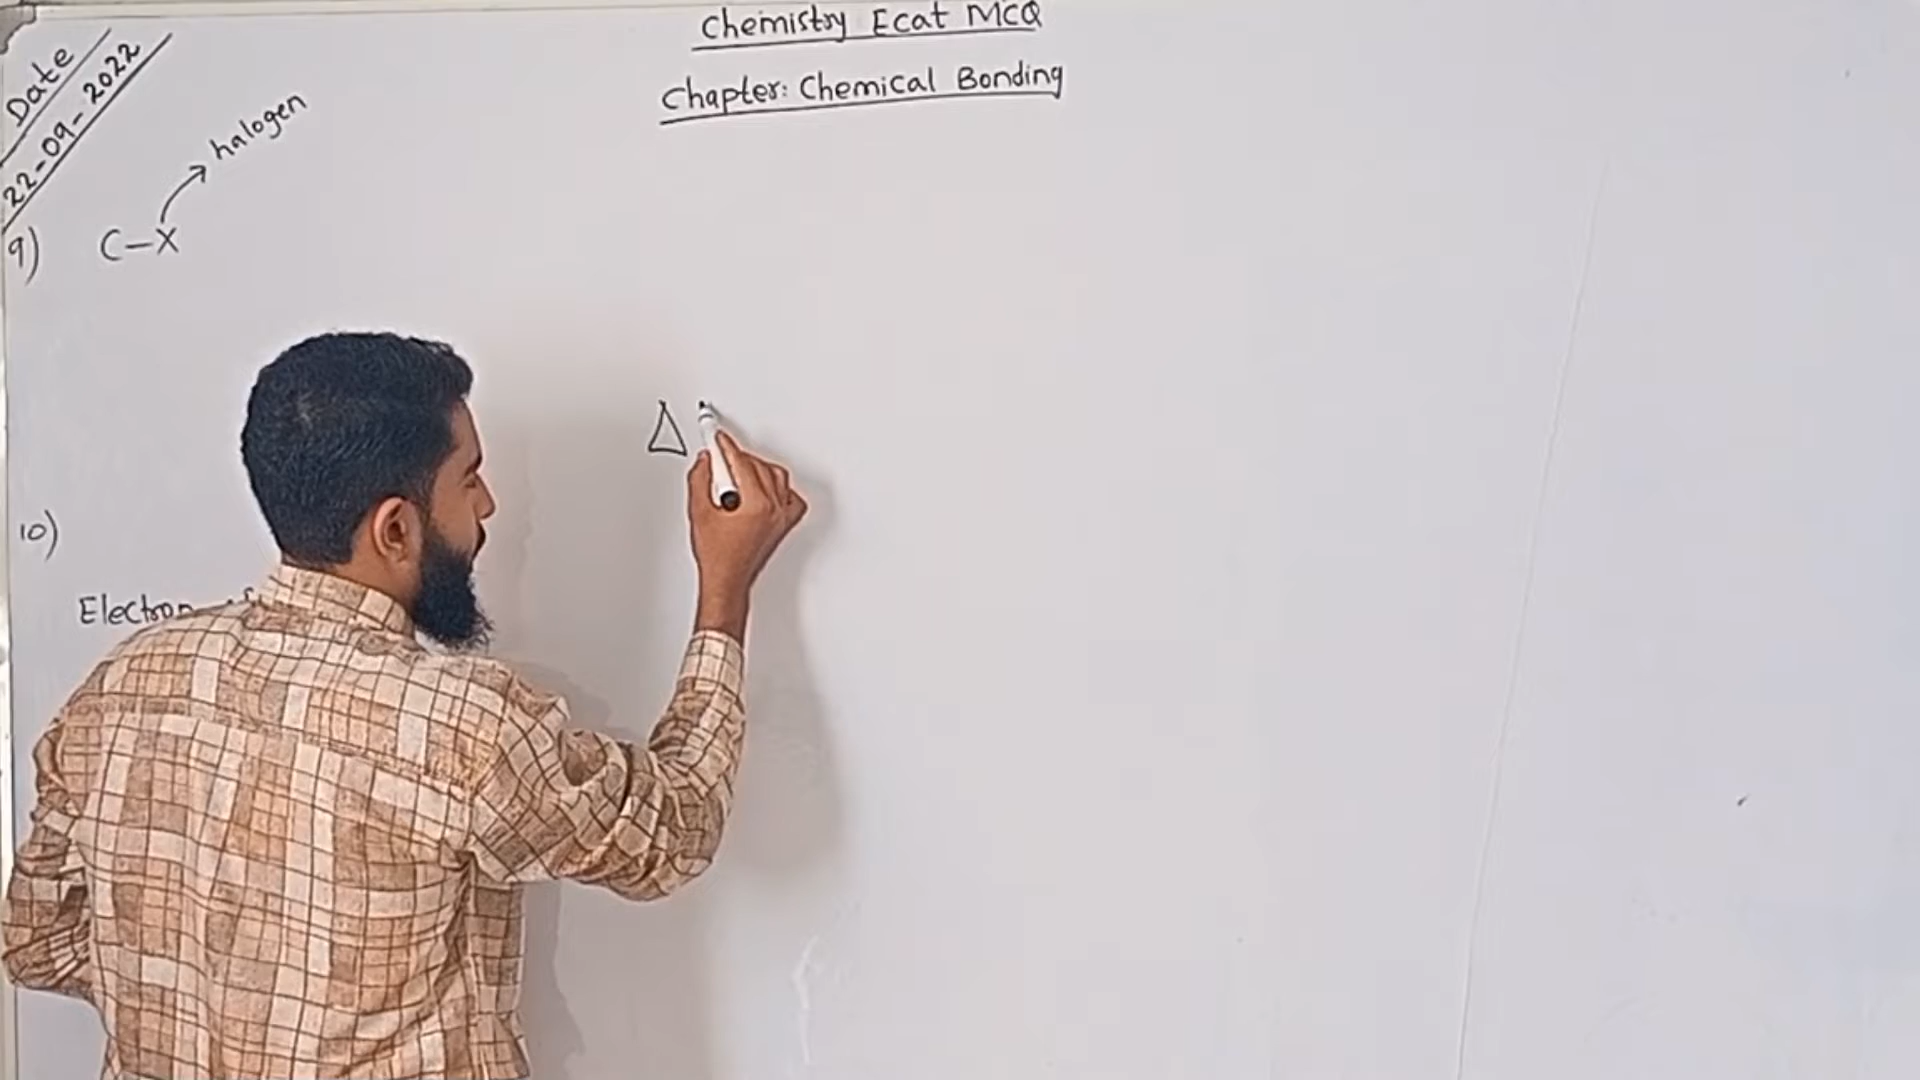 Chemistry Ecat MCQ
Chapter: Chemical Bonding
Date
22-09-2022
halogen
9) C-X
Δ
10)
Electron